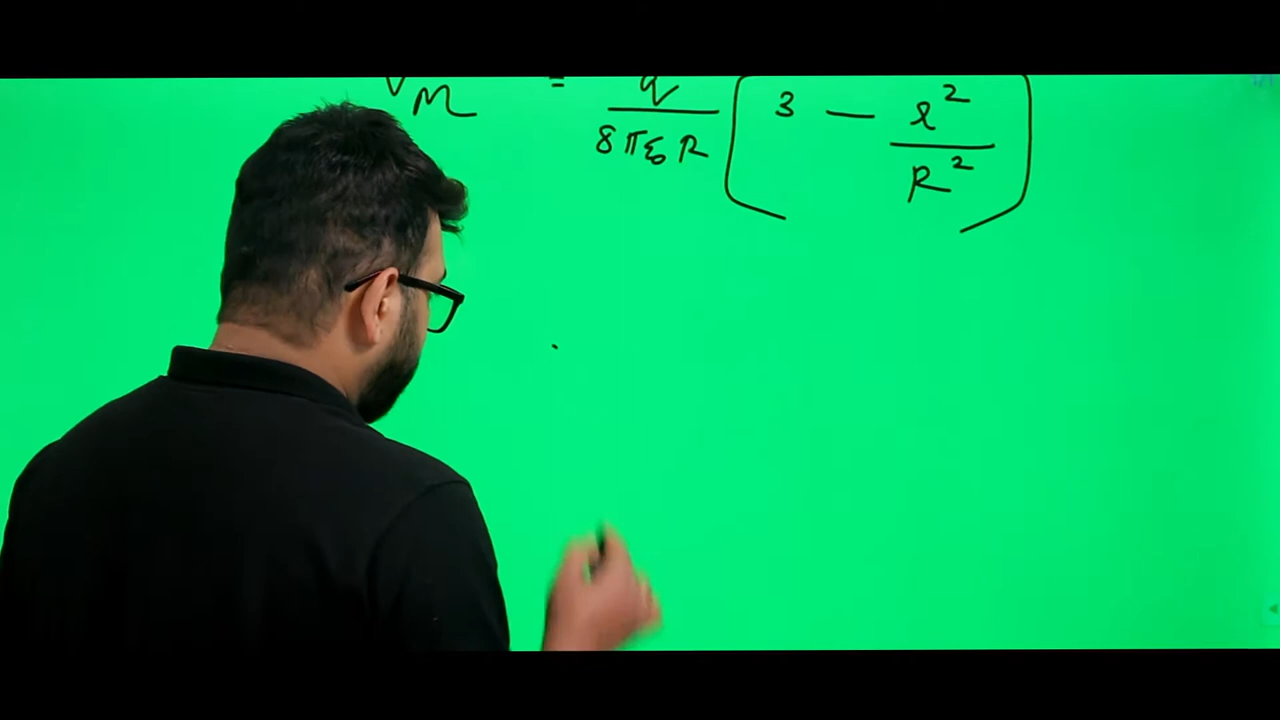 V_M = q / 8πε₀R ( 3 − r² / R² )